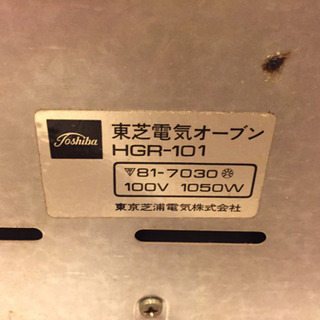 Toshiba
東芝電気オーブン
HGR-101
▽81-7030
100V 1050W
東京芝浦電気株式会社